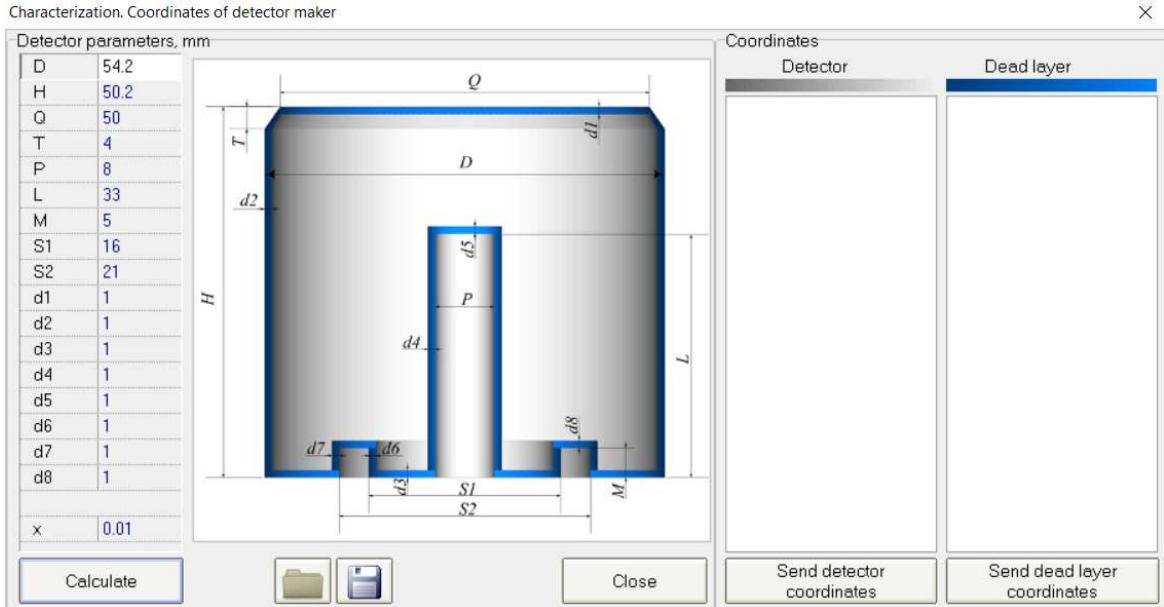 Characterization. Coordinates of detector maker
Detector parameters, mm
D 54.2
H 50.2
Q 50
T 4
P 8
L 33
M 5
S1 16
S2 21
d1 1
d2 1
d3 1
d4 1
d5 1
d6 1
d7 1
d8 1
x 0.01
Q
T
d1
D
d2
d5
H
P
d4
L
d8
d7
d6
d3
S1
M
S2
Calculate
Close
Coordinates
Detector
Dead layer
Send detector
coordinates
Send dead layer
coordinates